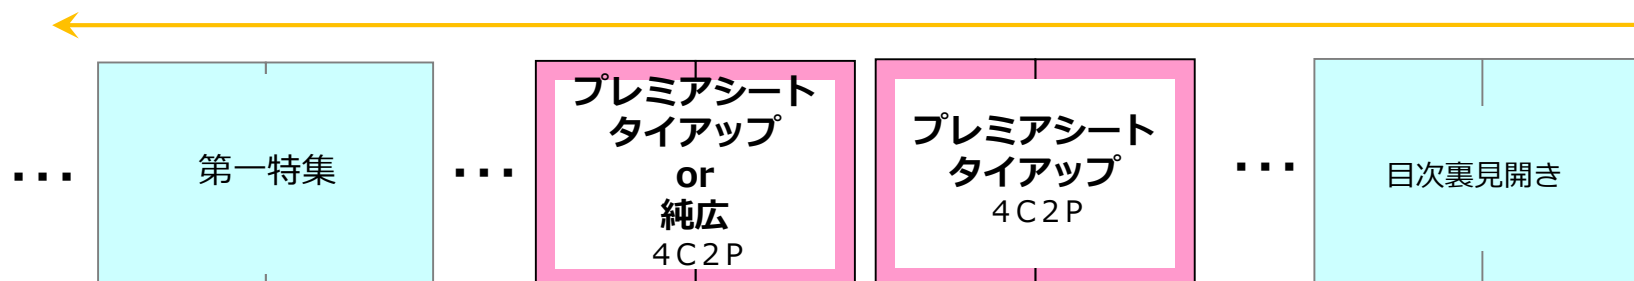 ・・・
第一特集
・・・
プレミアシート
タイアップ
or
純広
４Ｃ２Ｐ
プレミアシート
タイアップ
４Ｃ２Ｐ
・・・
目次裏見開き